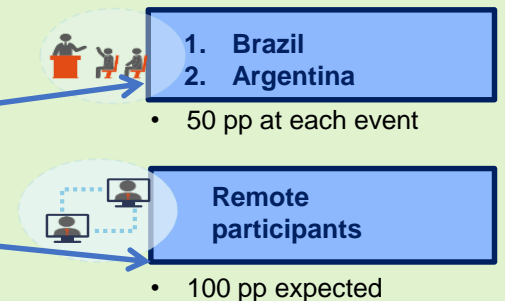 1. Brazil
2. Argentina
• 50 pp at each event
Remote
participants
• 100 pp expected